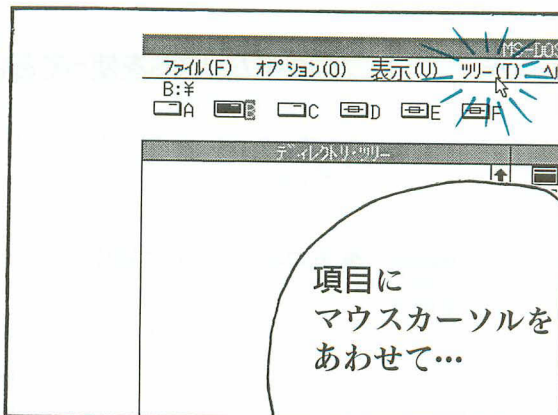 MS-DOS
ファイル(F) オプション(O) 表示(V) ツリー(T) ヘル
B:¥
A B C D E F
ディレクトリ・ツリー
項目に
マウスカーソルを
あわせて…